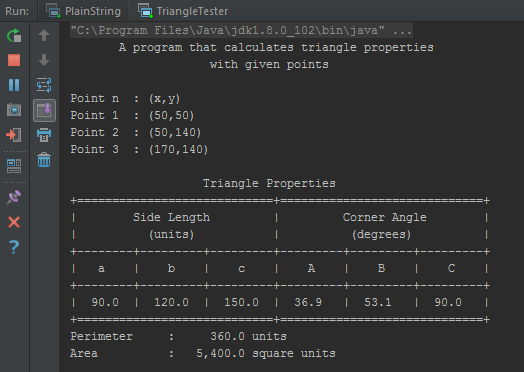 Run: PlainString TriangleTester
"C:\Program Files\Java\jdk1.8.0_102\bin\java" ...
A program that calculates triangle properties
with given points
Point n : (x,y)
Point 1 : (50,50)
Point 2 : (50,140)
Point 3 : (170,140)
Triangle Properties
+============================+=============================+
| Side Length | Corner Angle |
| (units) | (degrees) |
+--------+---------+---------+---------+---------+---------+
| a | b | c | A | B | C |
+--------+---------+---------+---------+---------+---------+
| 90.0 | 120.0 | 150.0 | 36.9 | 53.1 | 90.0 |
+============================+=============================+
Perimeter : 360.0 units
Area : 5,400.0 square units